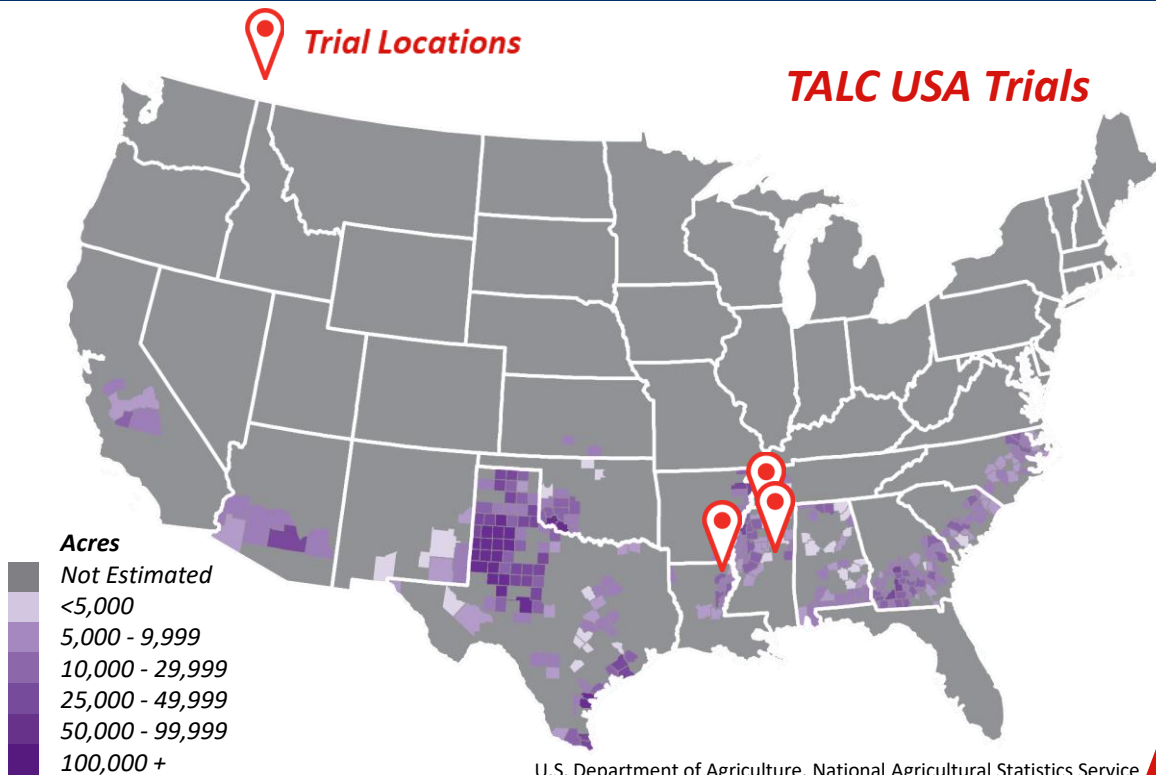 Trial Locations
TALC USA Trials
Acres
Not Estimated
<5,000
5,000 - 9,999
10,000 - 29,999
25,000 - 49,999
50,000 - 99,999
100,000 +
U.S. Department of Agriculture, National Agricultural Statistics Service